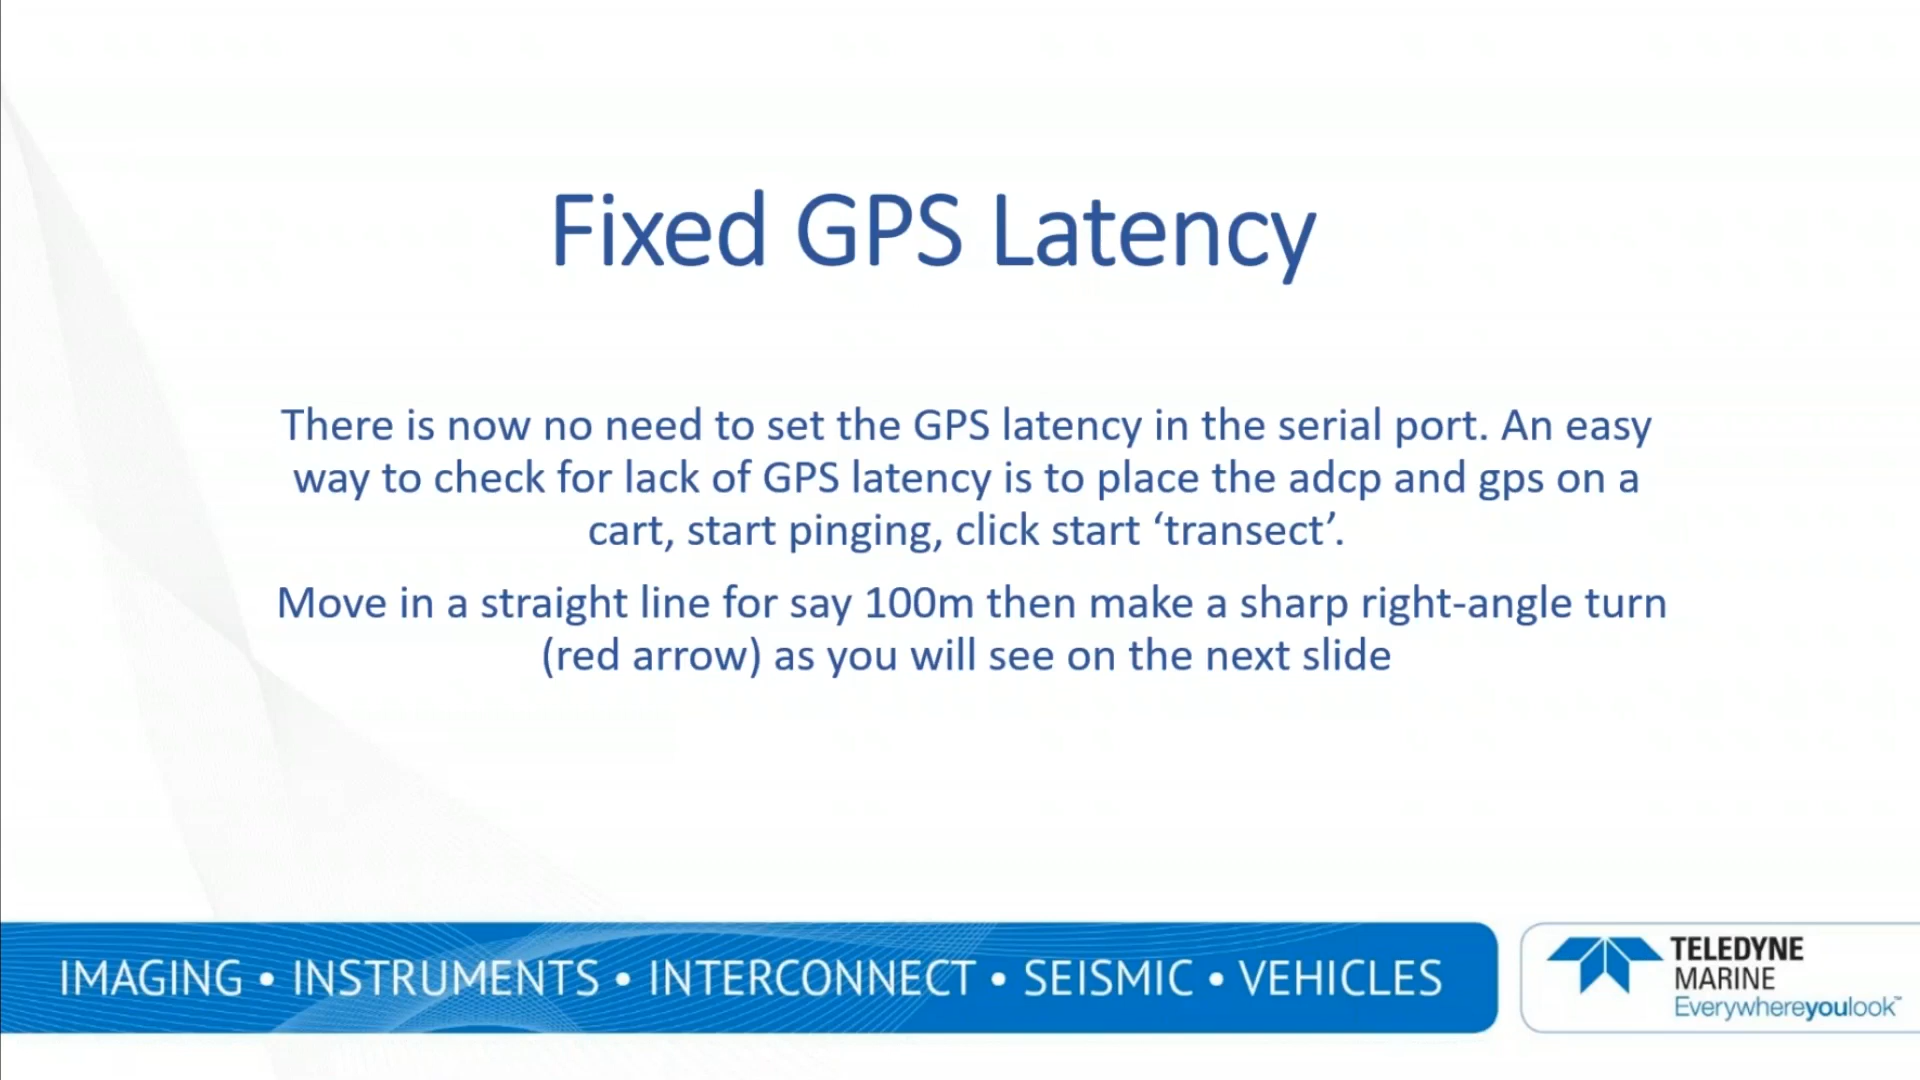 Fixed GPS Latency
There is now no need to set the GPS latency in the serial port. An easy
way to check for lack of GPS latency is to place the adcp and gps on a
cart, start pinging, click start ‘transect’.
Move in a straight line for say 100m then make a sharp right-angle turn
(red arrow) as you will see on the next slide
IMAGING • INSTRUMENTS • INTERCONNECT • SEISMIC • VEHICLES
TELEDYNE
MARINE
Everywhereyoulook™